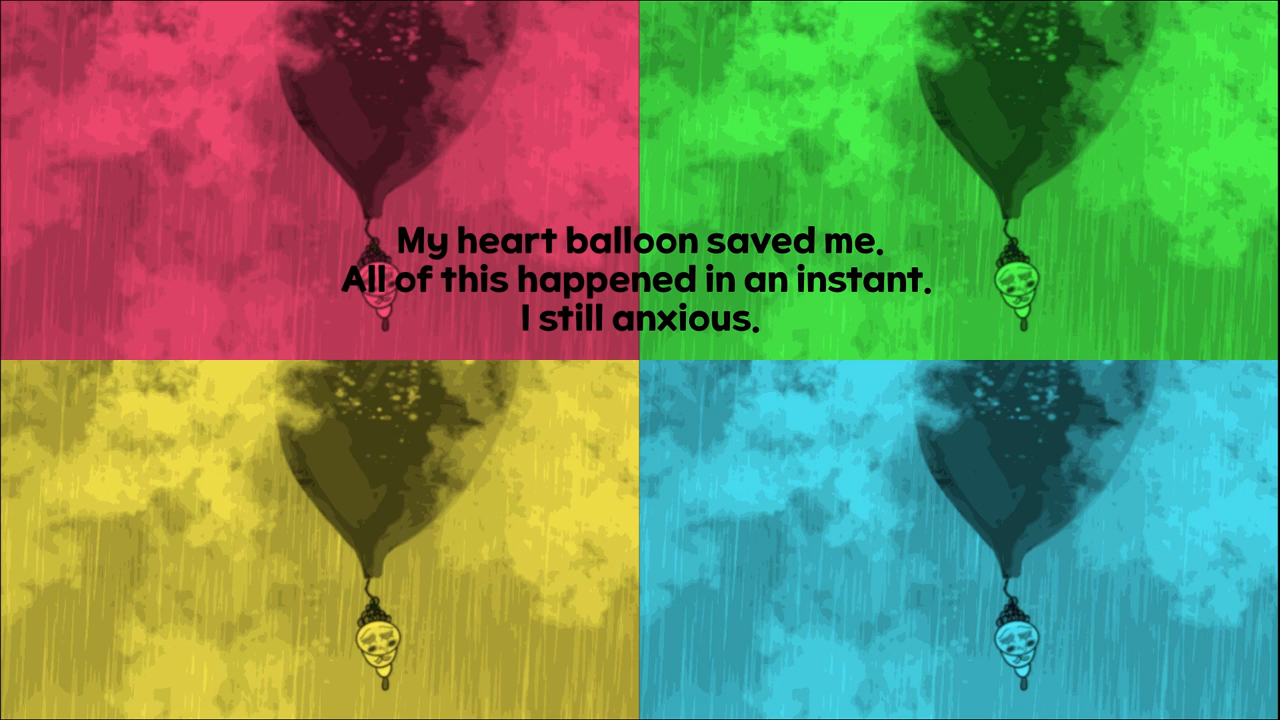 My heart balloon saved me.
All of this happened in an instant.
I still anxious.